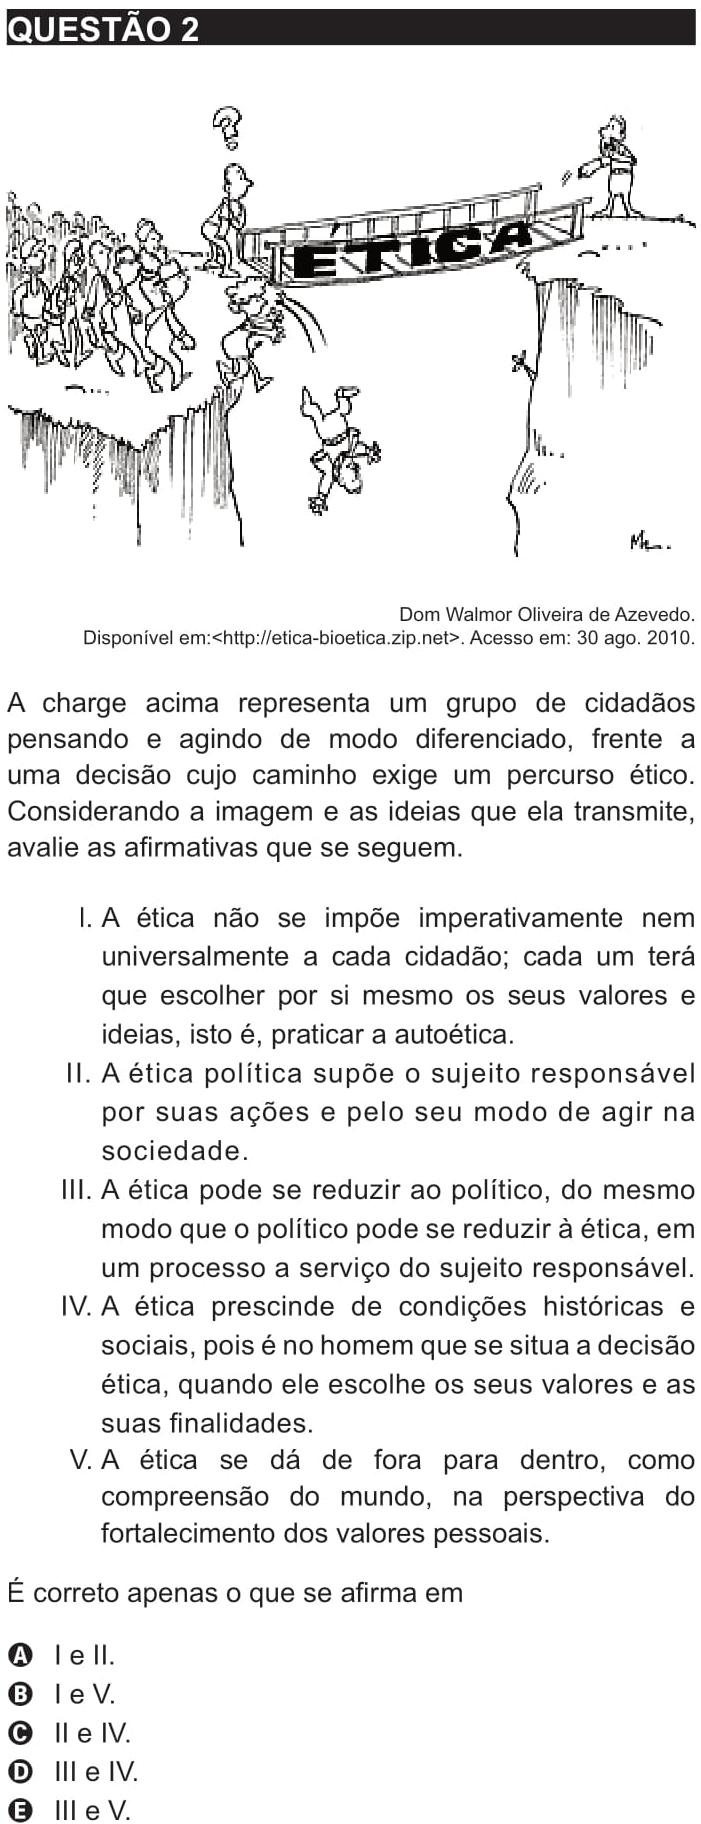 QUESTÃO 2
ETICA
Dom Walmor Oliveira de Azevedo.
Disponível em:<http://etica-bioetica.zip.net>. Acesso em: 30 ago. 2010.
A charge acima representa um grupo de cidadãos
pensando e agindo de modo diferenciado, frente a
uma decisão cujo caminho exige um percurso ético.
Considerando a imagem e as ideias que ela transmite,
avalie as afirmativas que se seguem.
I. A ética não se impõe imperativamente nem
universalmente a cada cidadão; cada um terá
que escolher por si mesmo os seus valores e
ideias, isto é, praticar a autoética.
II. A ética política supõe o sujeito responsável
por suas ações e pelo seu modo de agir na
sociedade.
III. A ética pode se reduzir ao político, do mesmo
modo que o político pode se reduzir à ética, em
um processo a serviço do sujeito responsável.
IV. A ética prescinde de condições históricas e
sociais, pois é no homem que se situa a decisão
ética, quando ele escolhe os seus valores e as
suas finalidades.
V. A ética se dá de fora para dentro, como
compreensão do mundo, na perspectiva do
fortalecimento dos valores pessoais.
É correto apenas o que se afirma em
A I e II.
B I e V.
C II e IV.
D III e IV.
E III e V.